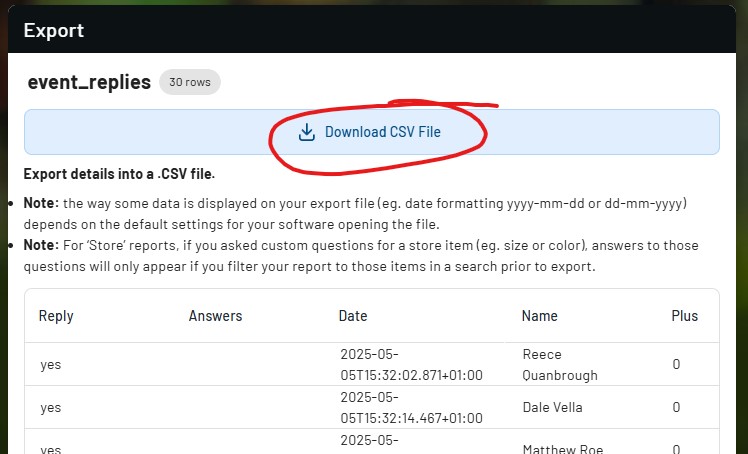 Export
event_replies 30 rows
Download CSV File
Export details into a .CSV file.
Note: the way some data is displayed on your export file (eg. date formatting yyyy-mm-dd or dd-mm-yyyy)
depends on the default settings for your software opening the file.
Note: For ‘Store’ reports, if you asked custom questions for a store item (eg. size or color), answers to those
questions will only appear if you filter your report to those items in a search prior to export.
Reply Answers Date Name Plus
yes 2025-05-05T15:32:02.871+01:00 Reece Quanbrough 0
yes 2025-05-05T15:32:14.467+01:00 Dale Vella 0
yes 2025-05- Matthew Roe 0